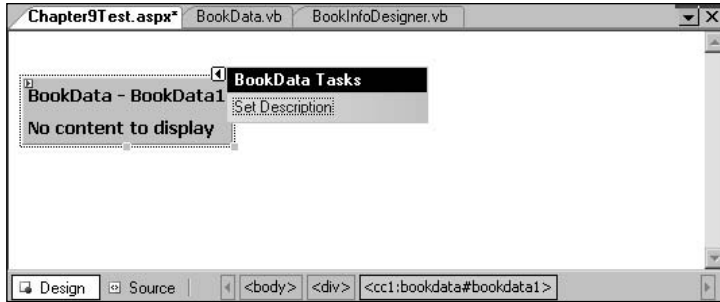 Chapter9Test.aspx* BookData.vb BookInfoDesigner.vb
BookData Tasks
BookData - BookData1
Set Description
No content to display
Design Source <body> <div> <cc1:bookdata#bookdata1>